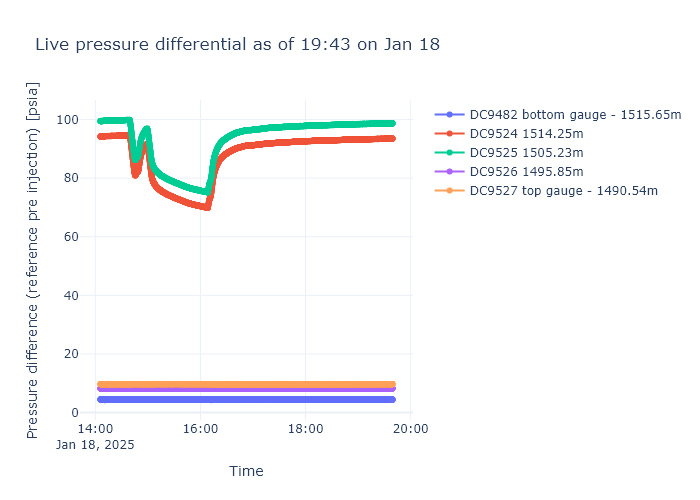 Live pressure differential as of 19:43 on Jan 18
Pressure difference (reference pre injection) [psia]
100
80
60
40
20
0
14:00
Jan 18, 2025
16:00
18:00
20:00
Time
DC9482 bottom gauge - 1515.65m
DC9524 1514.25m
DC9525 1505.23m
DC9526 1495.85m
DC9527 top gauge - 1490.54m